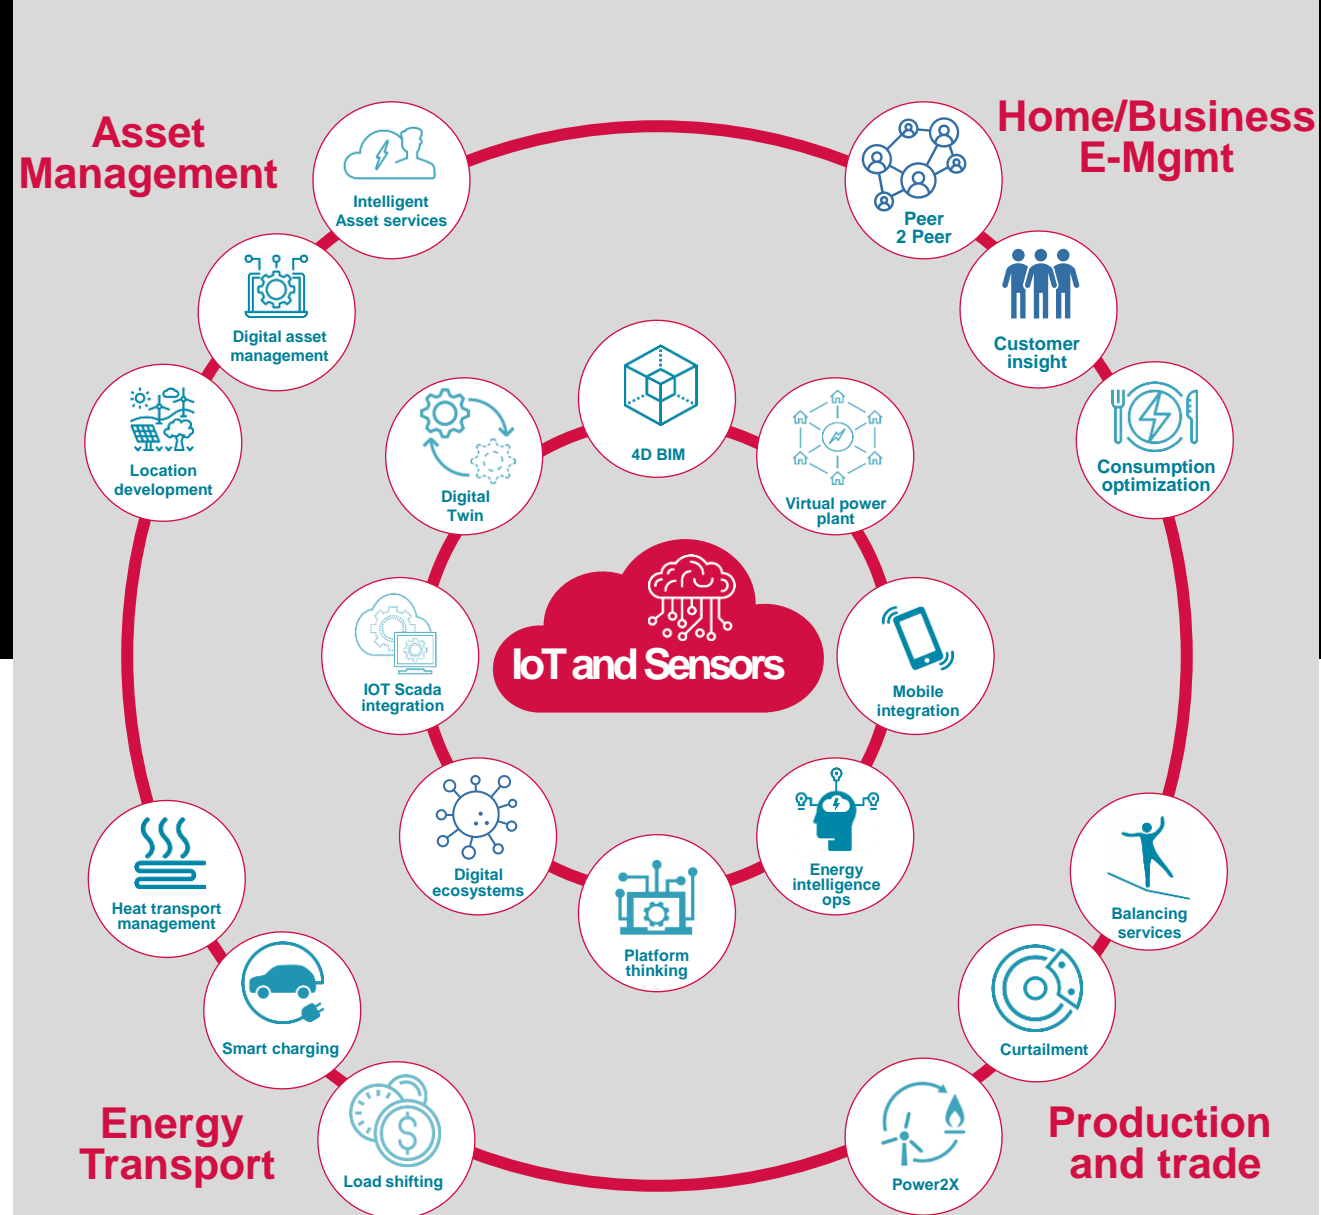 Asset
Management
Home/Business
E-Mgmt
Intelligent
Asset services
Peer
2 Peer
Digital asset
management
Customer
insight
Location
development
Consumption
optimization
4D BIM
Digital
Twin
Virtual power
plant
IoT and Sensors
IOT Scada
integration
Mobile
integration
Digital
ecosystems
Energy
intelligence
ops
Platform
thinking
Heat transport
management
Balancing
services
Smart charging
Curtailment
Load shifting
$
Power2X
Energy
Transport
Production
and trade